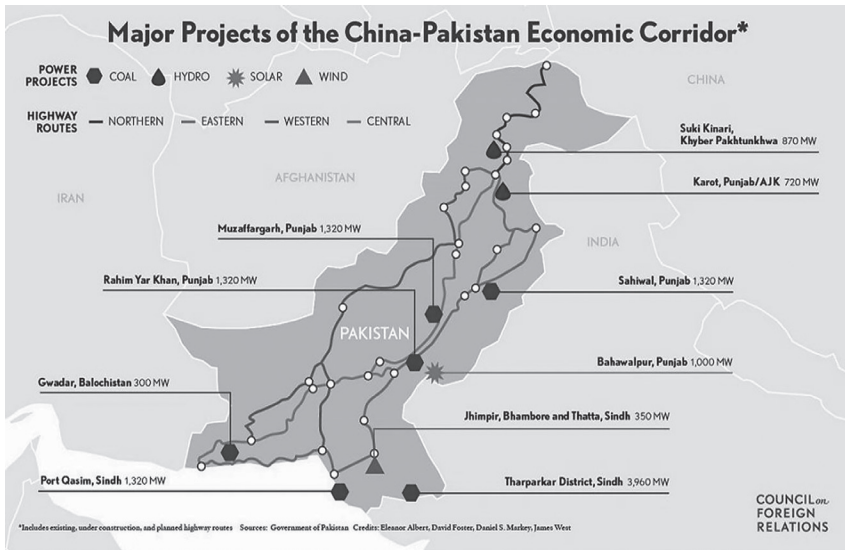 Major Projects of the China-Pakistan Economic Corridor*
POWER
PROJECTS
COAL
HYDRO
SOLAR
WIND
HIGHWAY
ROUTES
NORTHERN
EASTERN
WESTERN
CENTRAL
CHINA
Suki Kinari,
Khyber Pakhtunkhwa 870 MW
AFGHANISTAN
Karot, Punjab/AJK 720 MW
IRAN
Muzaffargarh, Punjab 1,320 MW
INDIA
Rahim Yar Khan, Punjab 1,320 MW
Sahiwal, Punjab 1,320 MW
PAKISTAN
Bahawalpur, Punjab 1,000 MW
Gwadar, Balochistan 300 MW
Jhimpir, Bhambore and Thatta, Sindh 350 MW
Port Qasim, Sindh 1,320 MW
Tharparkar District, Sindh 3,960 MW
COUNCIL on
FOREIGN
RELATIONS
*Includes existing, under construction, and planned highway routes Sources: Government of Pakistan Credits: Eleanor Albert, David Foster, Daniel S. Markey, James West